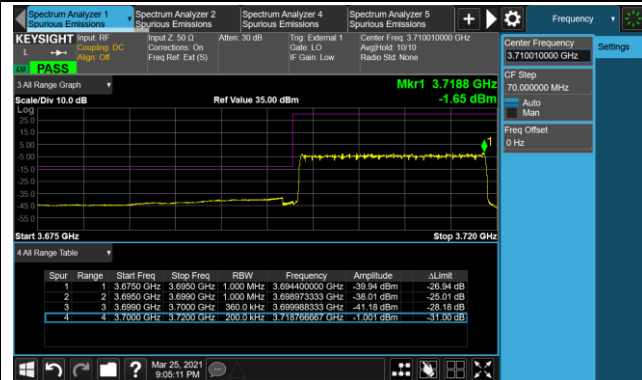 Spectrum Analyzer 1
Spurious Emissions
Spectrum Analyzer 2
Spurious Emissions
Spectrum Analyzer 4
Spurious Emissions
Spectrum Analyzer 5
Spurious Emissions
Frequency
KEYSIGHT
L
Input: RF
Coupling: DC
Align: Off
Input Z: 50 Ω
Corrections: On
Freq Ref: Ext (S)
Atten: 30 dB
Trig: External 1
Gate: LO
IF Gain: Low
Center Freq: 3.710010000 GHz
Avg|Hold: 10/10
Radio Std: None
PASS
3 All Range Graph
Mkr1 3.7188 GHz
Scale/Div 10.0 dB
Ref Value 35.00 dBm
-1.65 dBm
Log
25.0
15.0
5.00
-5.00
-15.0
-25.0
-35.0
-45.0
-55.0
1
Start 3.675 GHz
Stop 3.720 GHz
4 All Range Table
Spur Range Start Freq Stop Freq RBW Frequency Amplitude ΔLimit
1 1 3.6750 GHz 3.6950 GHz 1.000 MHz 3.694400000 GHz -39.94 dBm -26.94 dB
2 2 3.6950 GHz 3.6990 GHz 1.000 MHz 3.698973333 GHz -38.01 dBm -25.01 dB
3 3 3.6990 GHz 3.7000 GHz 360.0 kHz 3.699988333 GHz -41.18 dBm -28.18 dB
4 4 3.7000 GHz 3.7200 GHz 200.0 kHz 3.718766667 GHz -1.001 dBm -31.00 dB
Center Frequency
3.710010000 GHz
Settings
CF Step
70.000000 MHz
Auto
Man
Freq Offset
0 Hz
?
Mar 25, 2021
9:05:11 PM